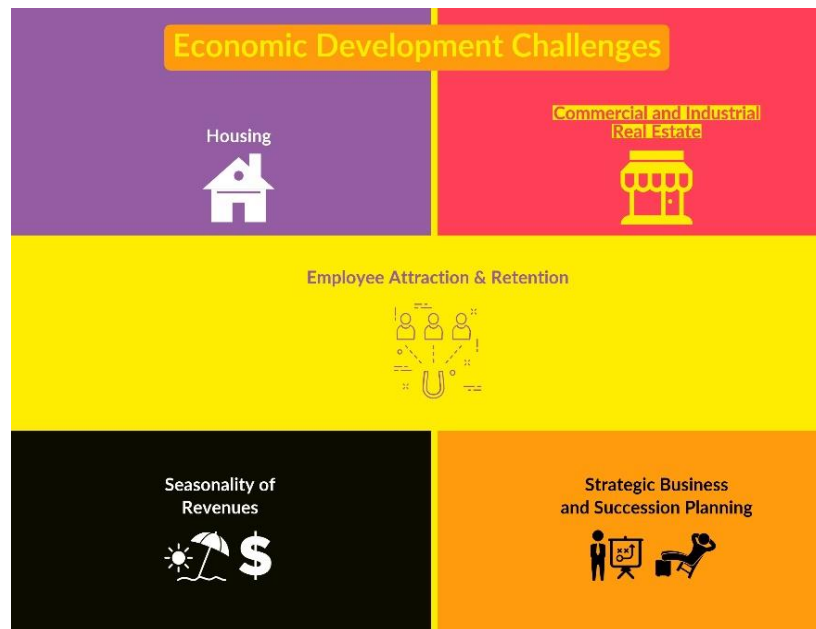 Economic Development Challenges
Housing
Commercial and Industrial
Real Estate
Employee Attraction & Retention
Seasonality of
Revenues
Strategic Business
and Succession Planning